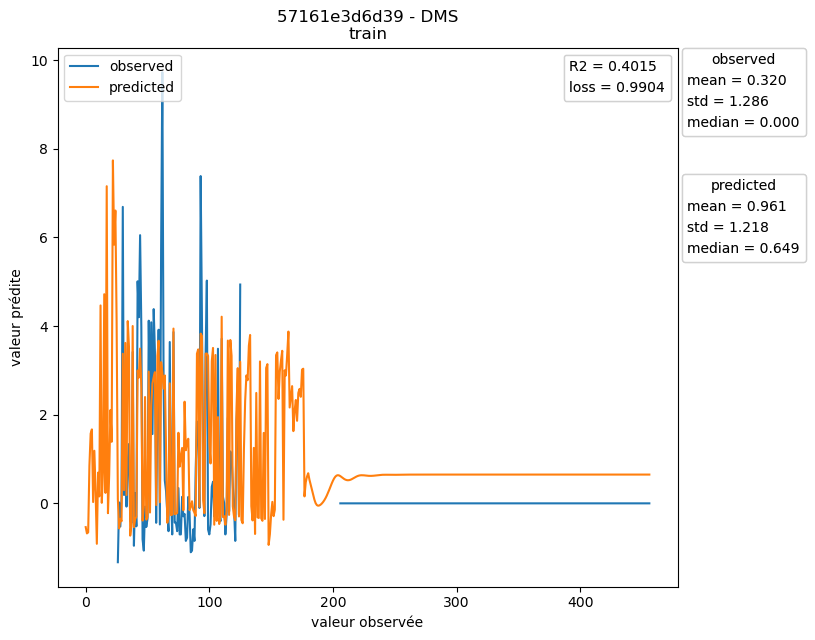 57161e3d6d39 - DMS
train
observed
predicted
R2 = 0.4015
loss = 0.9904
observed
mean = 0.320
std = 1.286
median = 0.000
predicted
mean = 0.961
std = 1.218
median = 0.649
valeur prédite
10
8
6
4
2
0
0 100 200 300 400
valeur observée